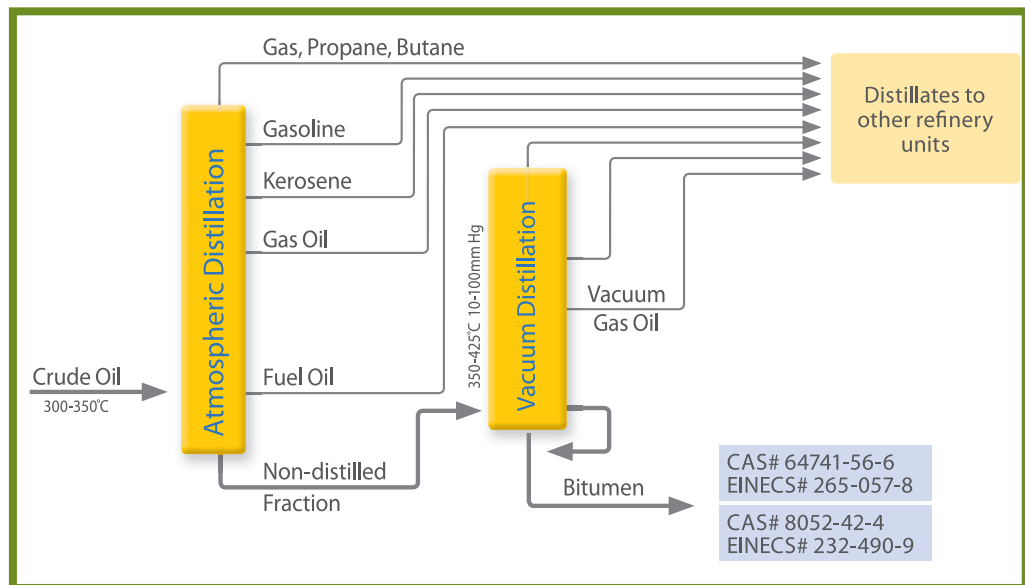 Gas, Propane, Butane
Distillates to
other refinery
units
Gasoline
Kerosene
Gas Oil
Atmospheric Distillation
350-425°C 10-100mm Hg
Vacuum Distillation
Vacuum
Gas Oil
Crude Oil
300-350°C
Fuel Oil
Non-distilled
Fraction
Bitumen
CAS# 64741-56-6
EINECS# 265-057-8
CAS# 8052-42-4
EINECS# 232-490-9